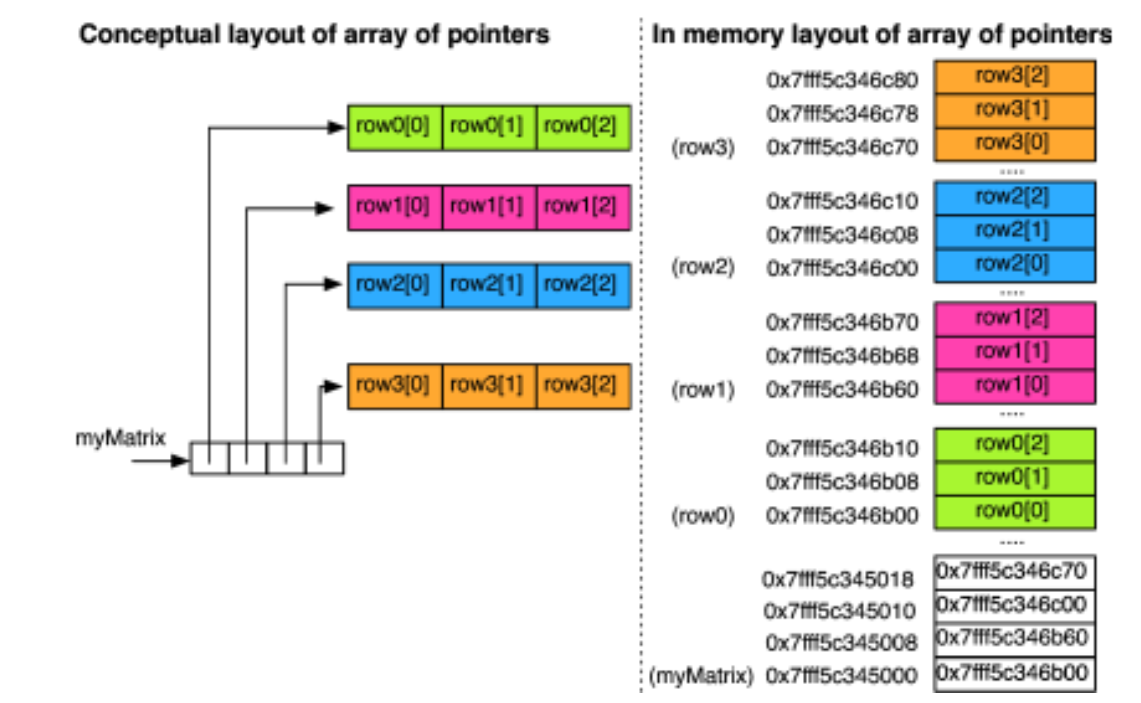 Conceptual layout of array of pointers
row0[0] row0[1] row0[2]
row1[0] row1[1] row1[2]
row2[0] row2[1] row2[2]
row3[0] row3[1] row3[2]
myMatrix
In memory layout of array of pointers
0x7fff5c346c80 row3[2]
0x7fff5c346c78 row3[1]
(row3) 0x7fff5c346c70 row3[0]
....
0x7fff5c346c10 row2[2]
0x7fff5c346c08 row2[1]
(row2) 0x7fff5c346c00 row2[0]
....
0x7fff5c346b70 row1[2]
0x7fff5c346b68 row1[1]
(row1) 0x7fff5c346b60 row1[0]
....
0x7fff5c346b10 row0[2]
0x7fff5c346b08 row0[1]
(row0) 0x7fff5c346b00 row0[0]
....
0x7fff5c345018 0x7fff5c346c70
0x7fff5c345010 0x7fff5c346c00
0x7fff5c345008 0x7fff5c346b60
(myMatrix) 0x7fff5c345000 0x7fff5c346b00